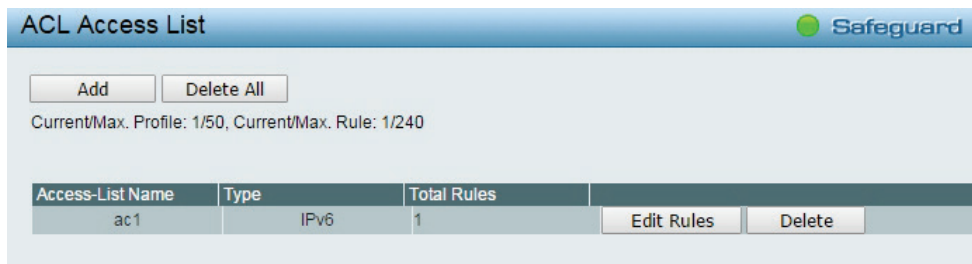 ACL Access List
Safeguard
Add Delete All
Current/Max. Profile: 1/50, Current/Max. Rule: 1/240
Access-List Name Type Total Rules
ac1 IPv6 1 Edit Rules Delete